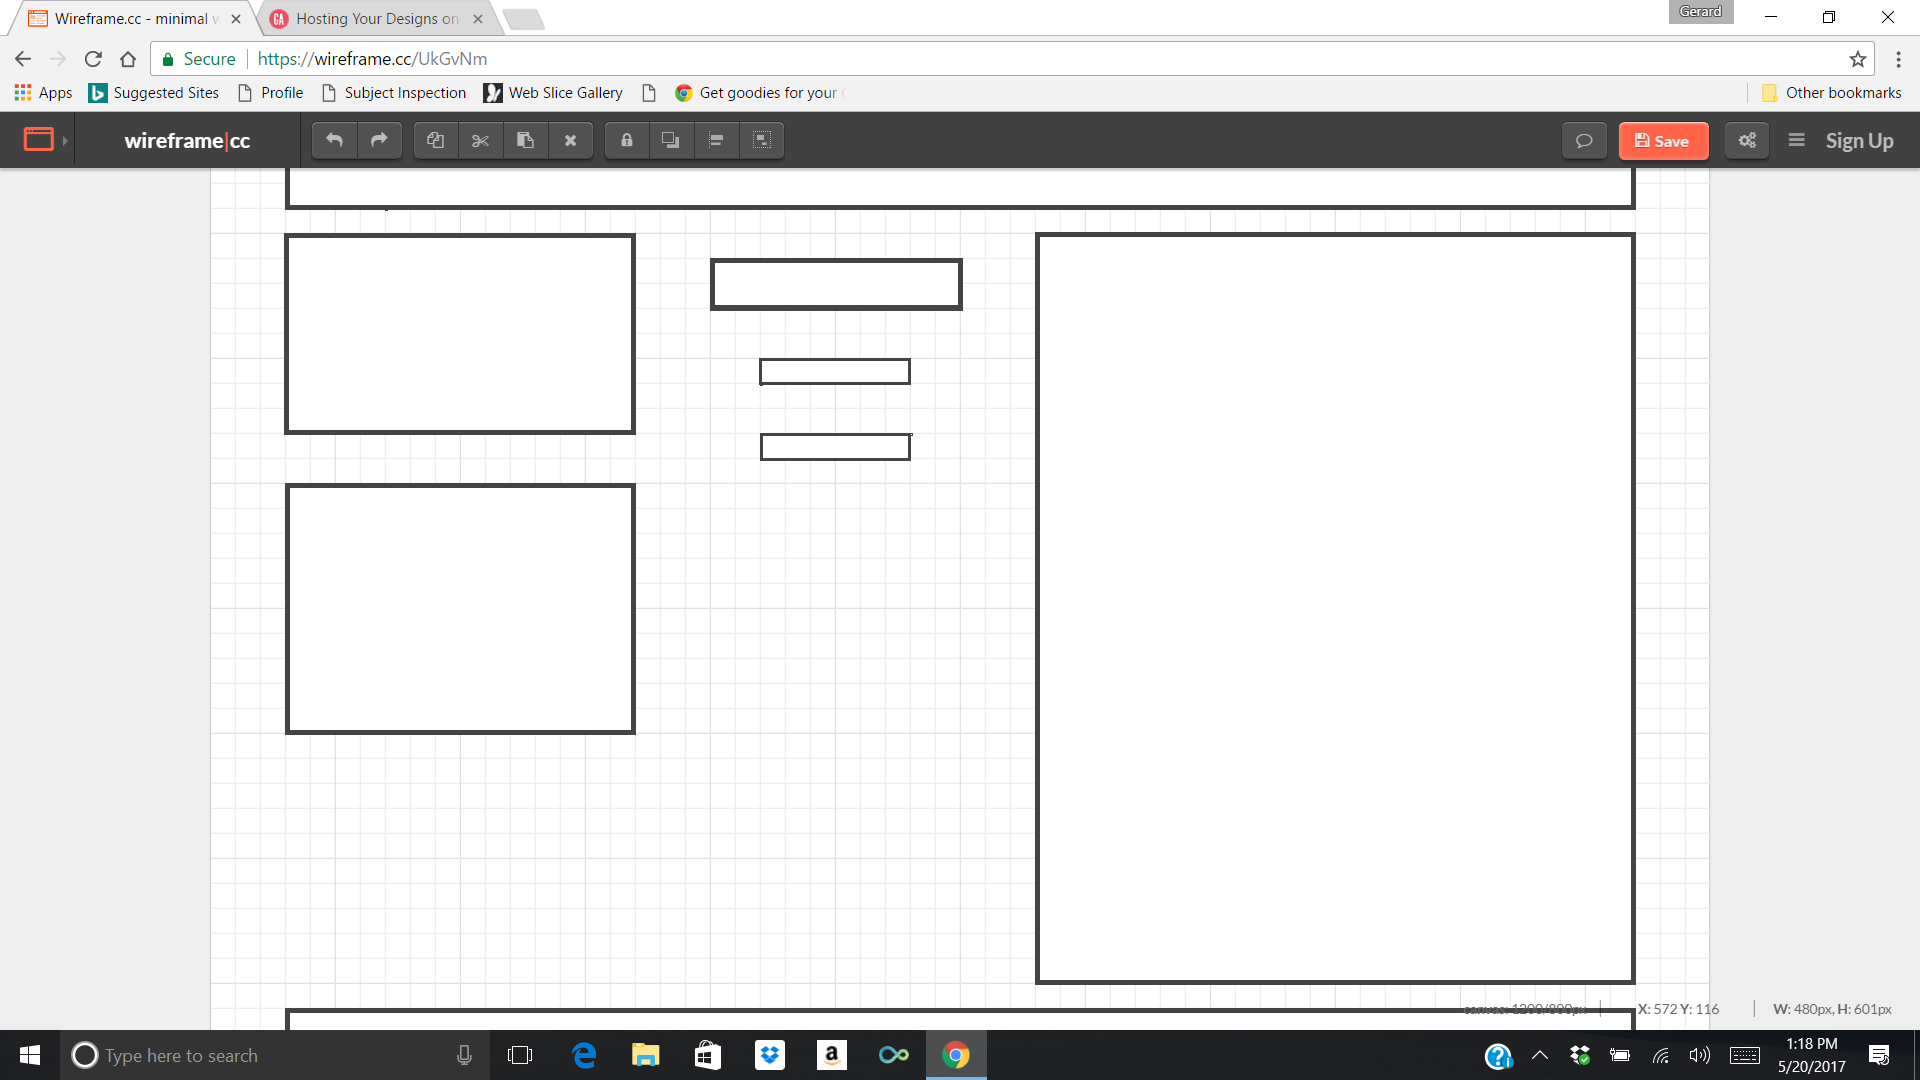 Wireframe.cc - minimal w
Hosting Your Designs on
Gerard
Secure
https://wireframe.cc/UkGvNm
Apps
Suggested Sites
Profile
Subject Inspection
Web Slice Gallery
Get goodies for your
Other bookmarks
wireframe|cc
Save
Sign Up
canvas: 1200/800px
X: 572 Y: 116
W: 480px, H: 601px
Type here to search
1:18 PM
5/20/2017